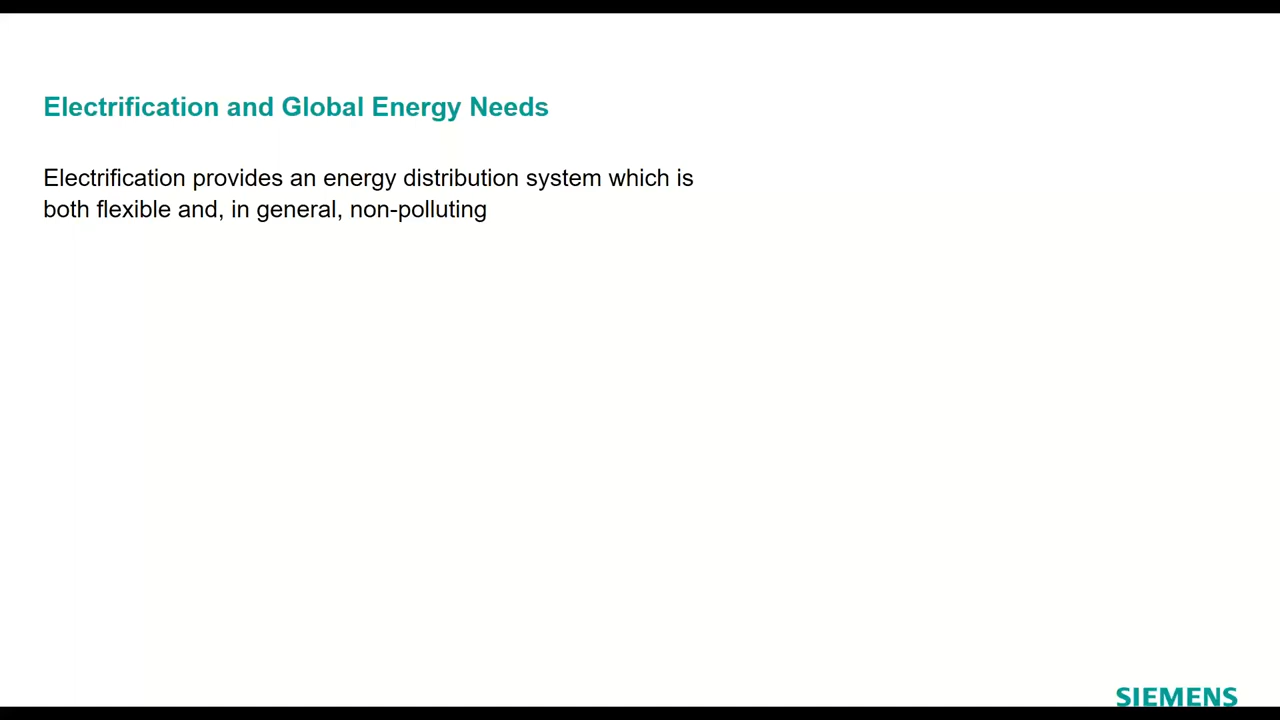 Electrification and Global Energy Needs
Electrification provides an energy distribution system which is
both flexible and, in general, non-polluting
SIEMENS